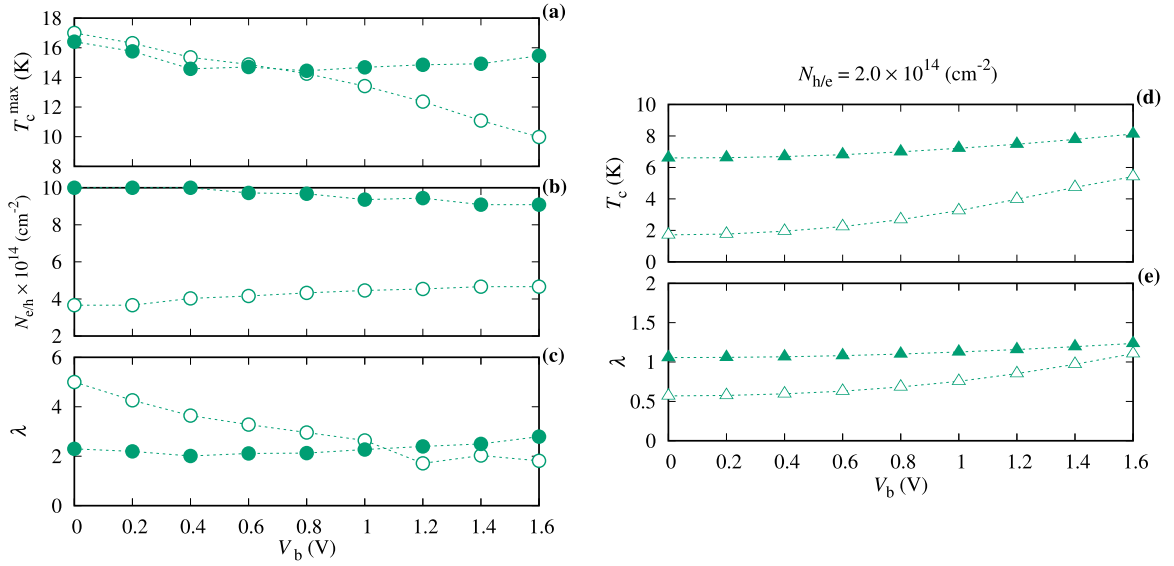 (a)
18
16
14
12
10
8
T_c^max (K)
(b)
10
8
6
4
2
N_e/h × 10^14 (cm^-2)
(c)
6
4
2
0
λ
0 0.2 0.4 0.6 0.8 1 1.2 1.4 1.6
V_b (V)
N_h/e = 2.0 × 10^14 (cm^-2)
(d)
10
8
6
4
2
0
T_c (K)
(e)
2
1.5
1
0.5
0
λ
0 0.2 0.4 0.6 0.8 1 1.2 1.4 1.6
V_b (V)